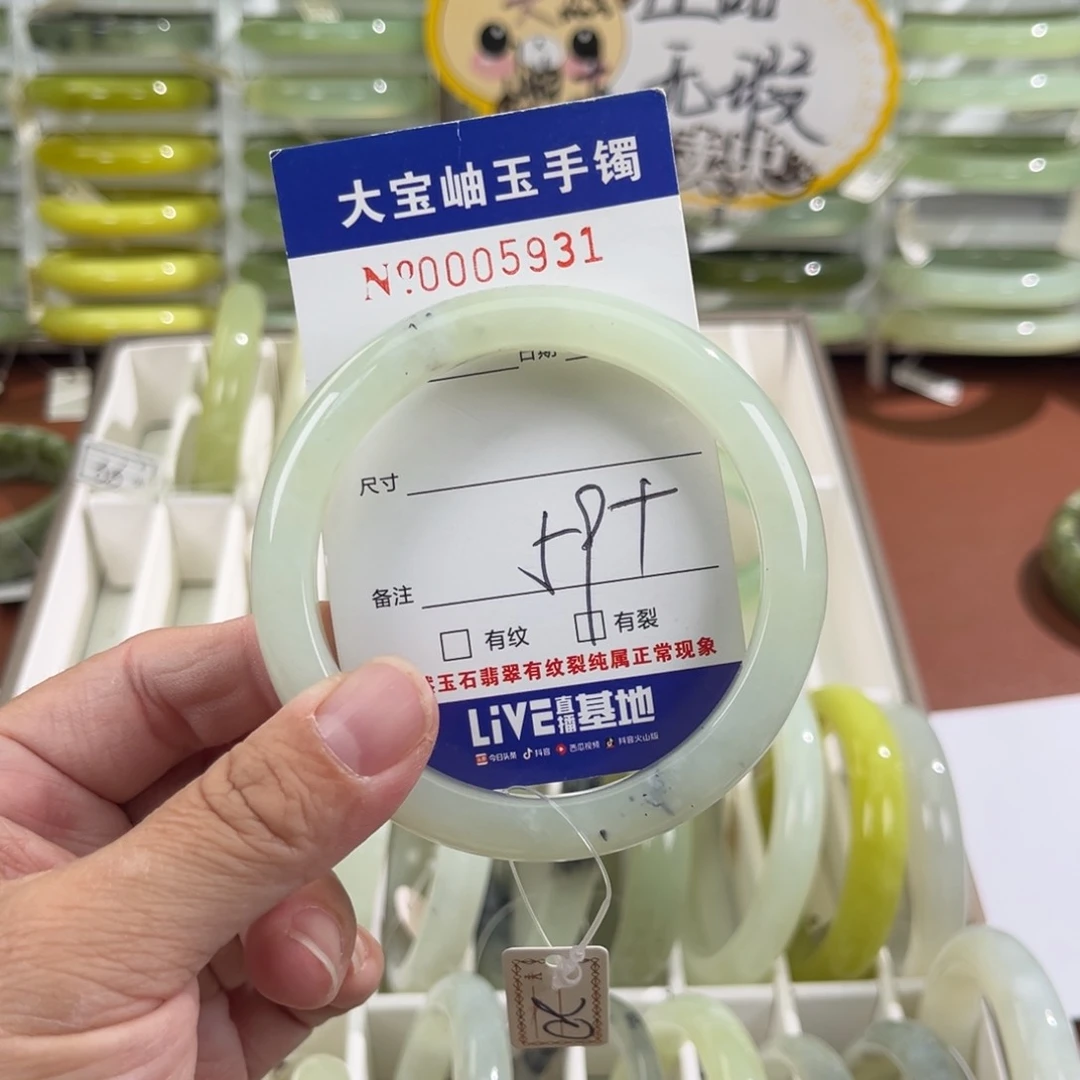 无瑕
大宝岫玉手镯
Nº0005931
日期
尺寸
备注
有纹 有裂
玉石翡翠有纹裂纯属正常现象
LiVE直播基地
今日头条 抖音 西瓜视频 抖音火山版